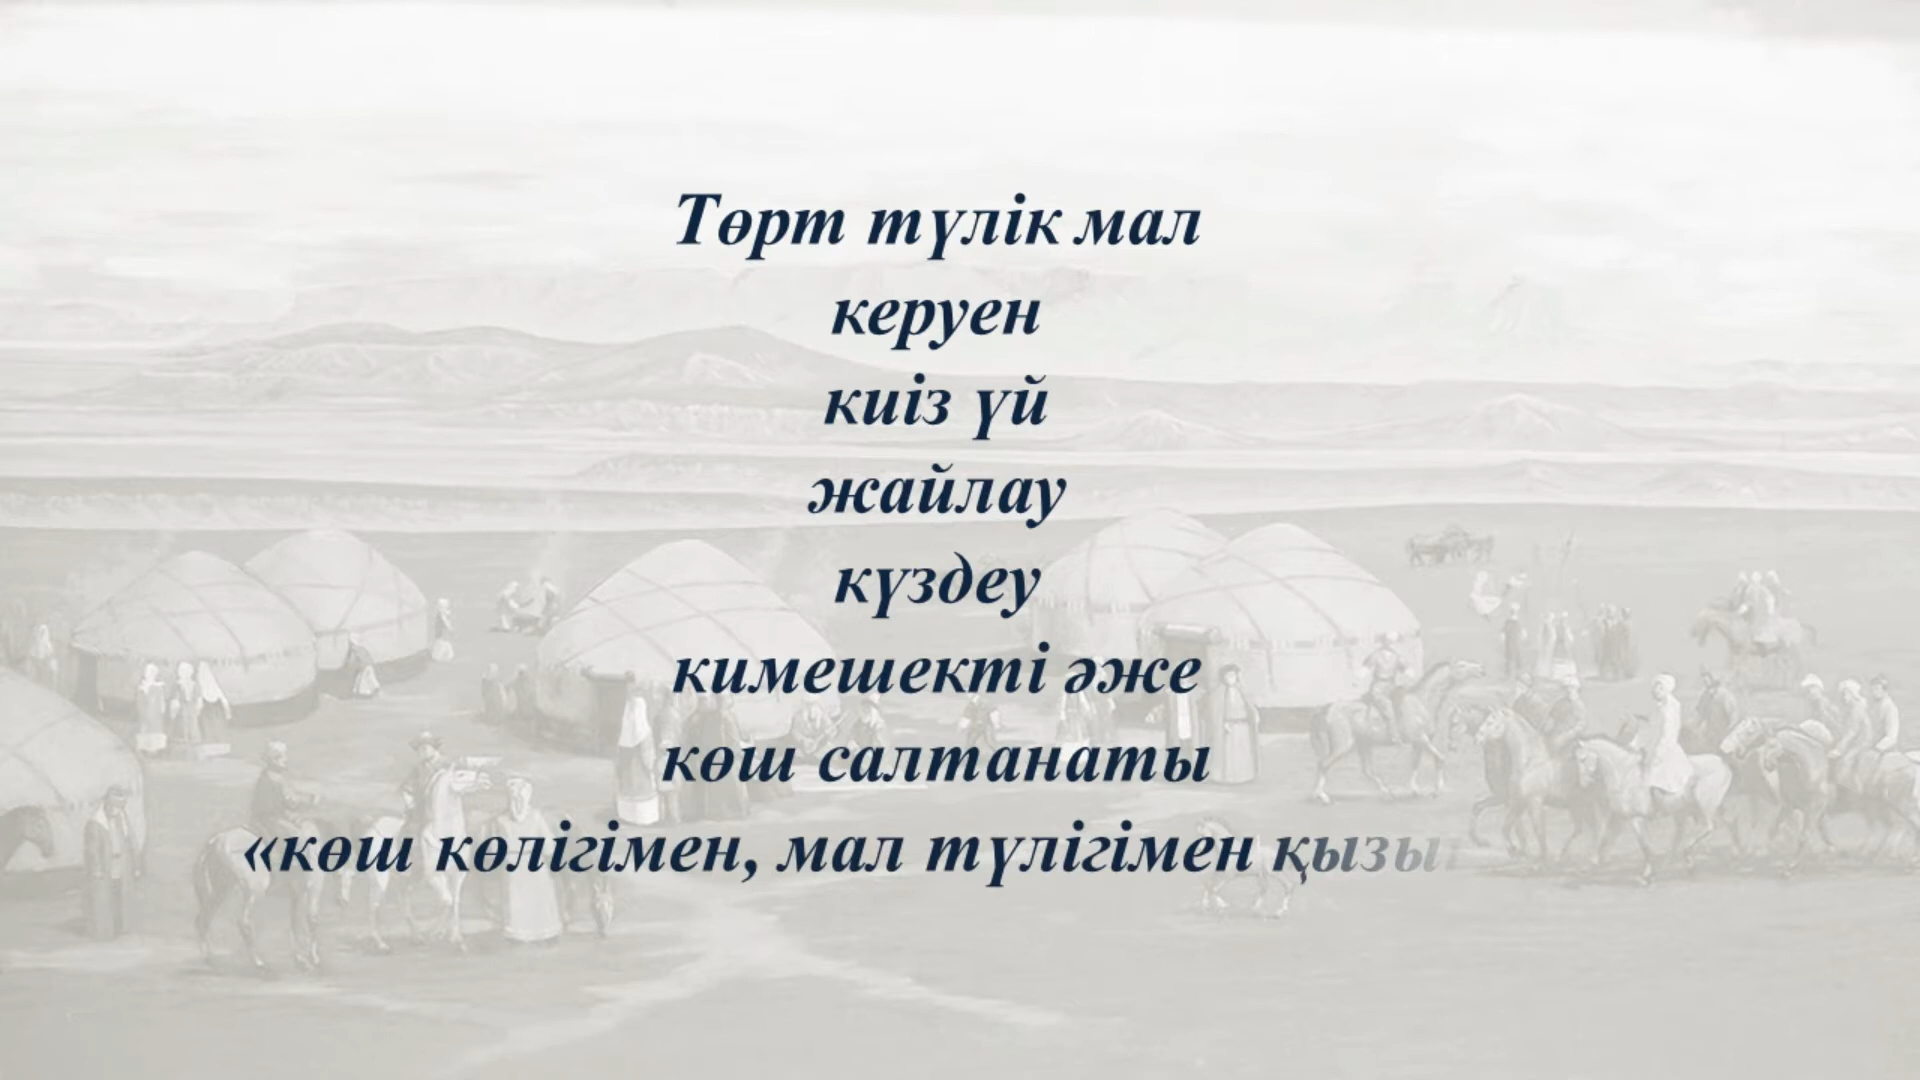 Төрт түлік мал
керуен
киіз үй
жайлау
күздеу
кимешекті әже
көш салтанаты
«көш көлігімен, мал түлігімен